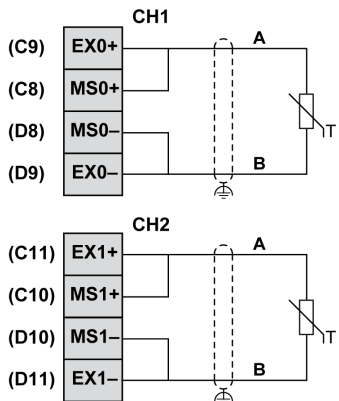 CH1
(C9) EX0+ A
(C8) MS0+
T
(D8) MS0–
(D9) EX0– B
CH2
(C11) EX1+ A
(C10) MS1+
T
(D10) MS1–
(D11) EX1– B